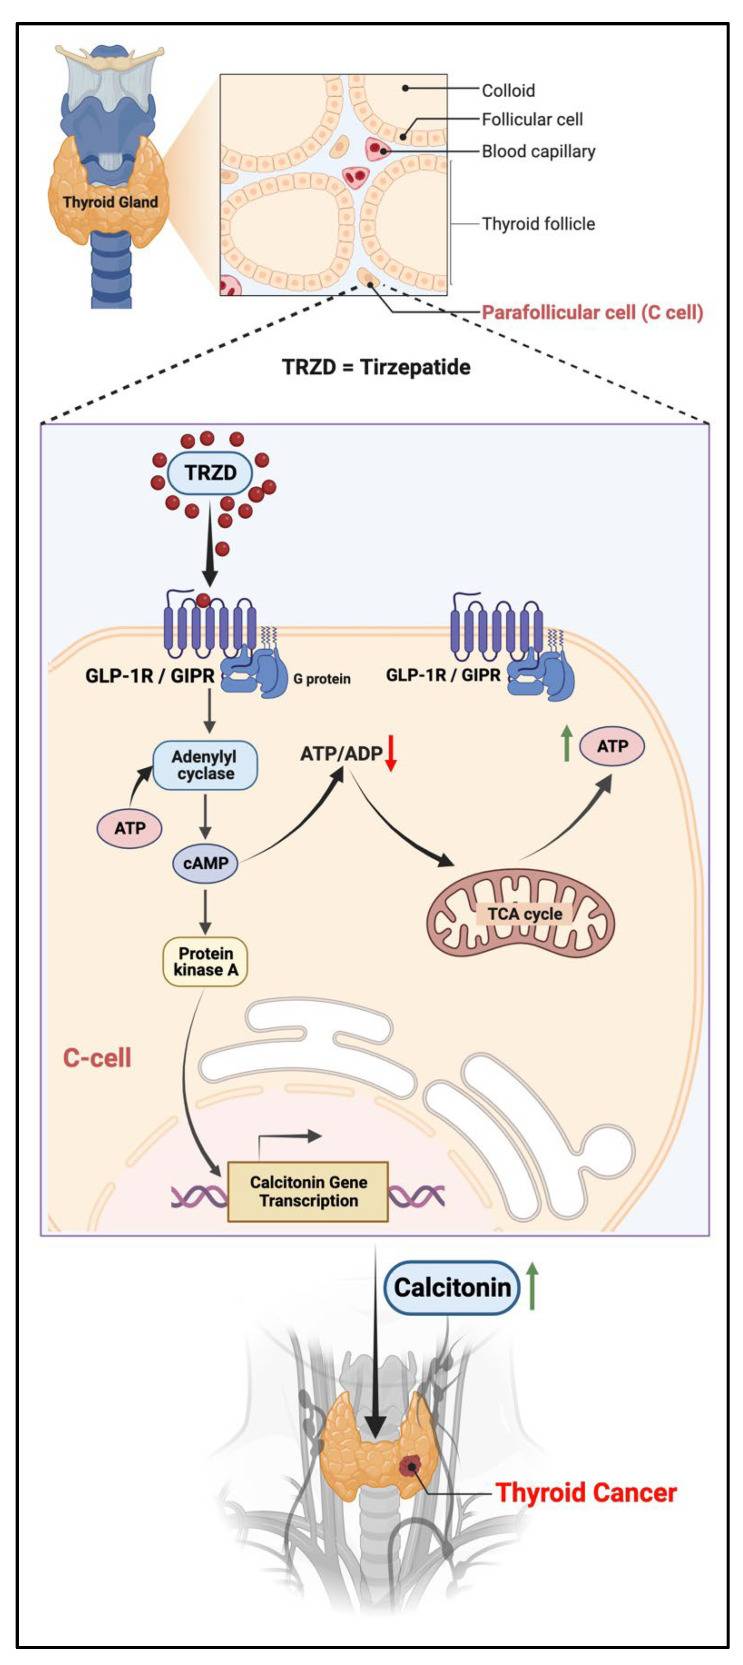 Thyroid Gland
Colloid
Follicular cell
Blood capillary
Thyroid follicle
Parafollicular cell (C cell)
TRZD = Tirzepatide
TRZD
GLP-1R / GIPR
G protein
GLP-1R / GIPR
Adenylyl
cyclase
ATP/ADP
ATP
ATP
cAMP
TCA cycle
Protein
kinase A
C-cell
Calcitonin Gene
Transcription
Calcitonin
Thyroid Cancer